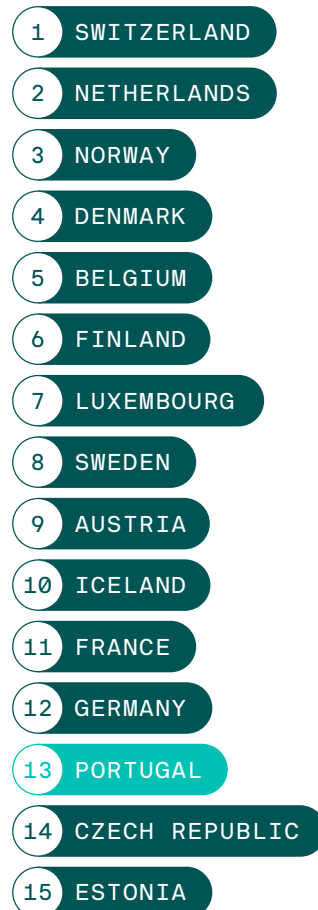 1 SWITZERLAND
2 NETHERLANDS
3 NORWAY
4 DENMARK
5 BELGIUM
6 FINLAND
7 LUXEMBOURG
8 SWEDEN
9 AUSTRIA
10 ICELAND
11 FRANCE
12 GERMANY
13 PORTUGAL
14 CZECH REPUBLIC
15 ESTONIA